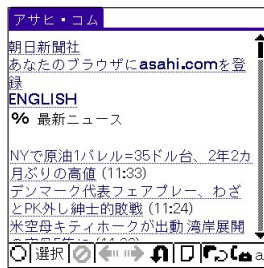 アサヒ・コム
朝日新聞社
あなたのブラウザにasahi.comを登
録
ENGLISH
% 最新ニュース
NYで原油1バレル=35ドル台、2年2カ
月ぶりの高値 (11:33)
デンマーク代表フェアプレー、わざ
とPK外し紳士的敗戦 (11:24)
米空母キティホークが出動 湾岸展開
選択
a